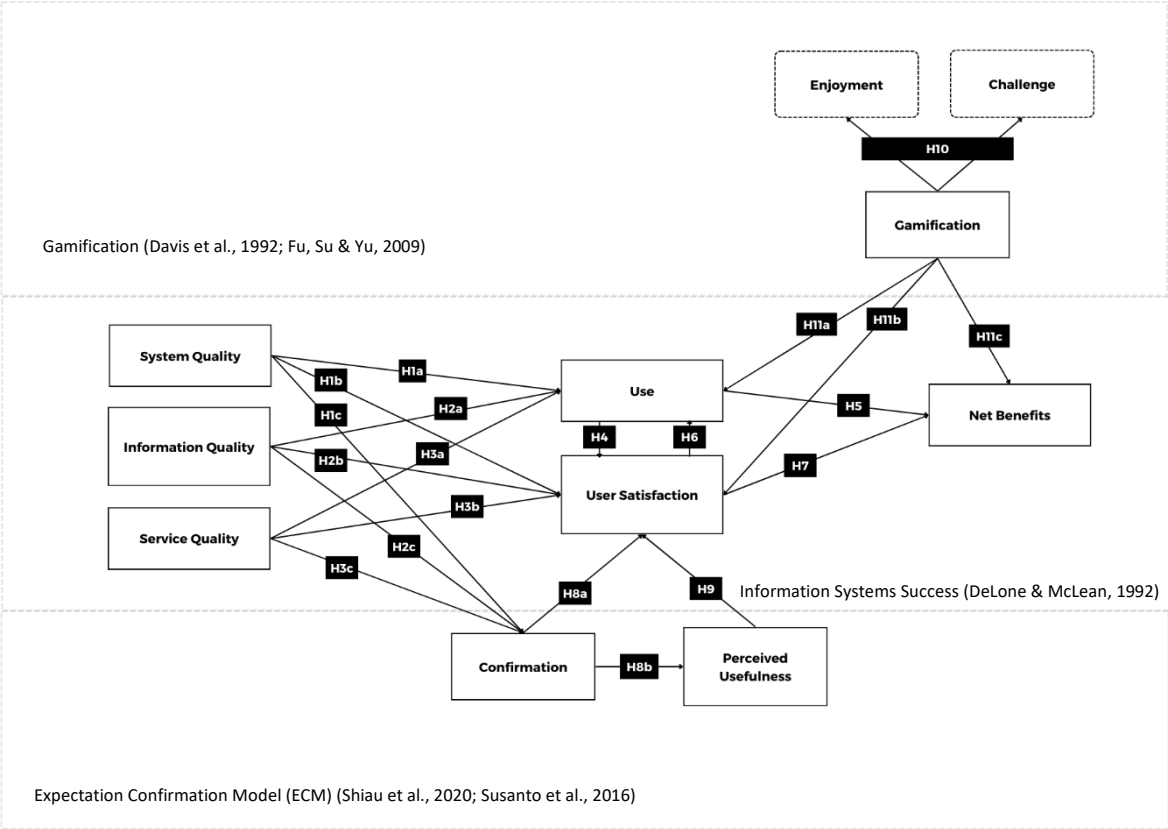 Enjoyment
Challenge
H10
Gamification
Gamification (Davis et al., 1992; Fu, Su & Yu, 2009)
H11a
H11b
H11c
System Quality
H1a
H1b
H1c
Use
Net Benefits
H2a
H5
Information Quality
H4
H6
H2b
H3a
H7
User Satisfaction
H3b
Service Quality
H2c
H3c
H8a
H9
Information Systems Success (DeLone & McLean, 1992)
Confirmation
H8b
Perceived
Usefulness
Expectation Confirmation Model (ECM) (Shiau et al., 2020; Susanto et al., 2016)